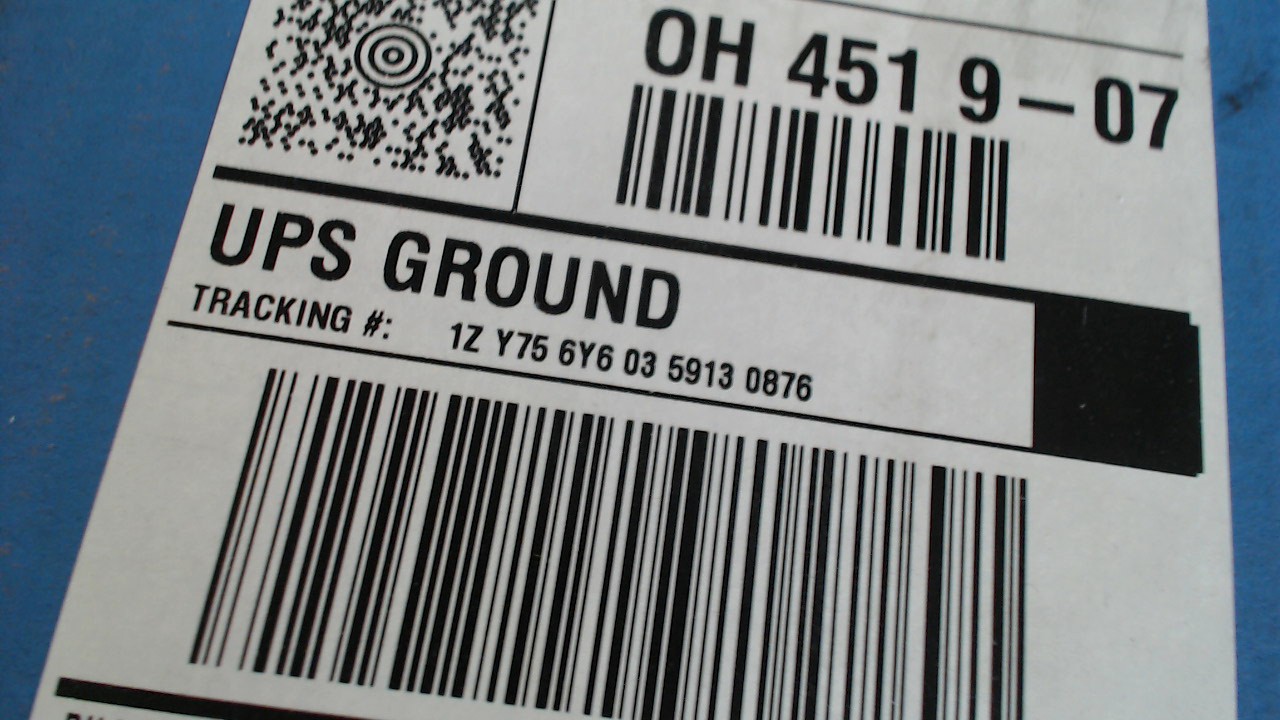 OH 451 9-07
UPS GROUND
TRACKING #: 1Z Y75 6Y6 03 5913 0876